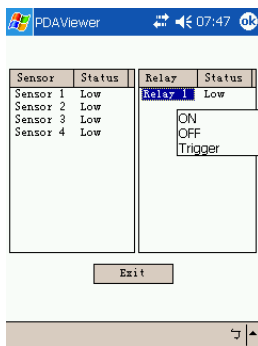 PDAViewer 07:47 ok
Sensor Status Relay Status
Sensor 1 Low Relay 1 Low
Sensor 2 Low
Sensor 3 Low
Sensor 4 Low
ON
OFF
Trigger
Exit